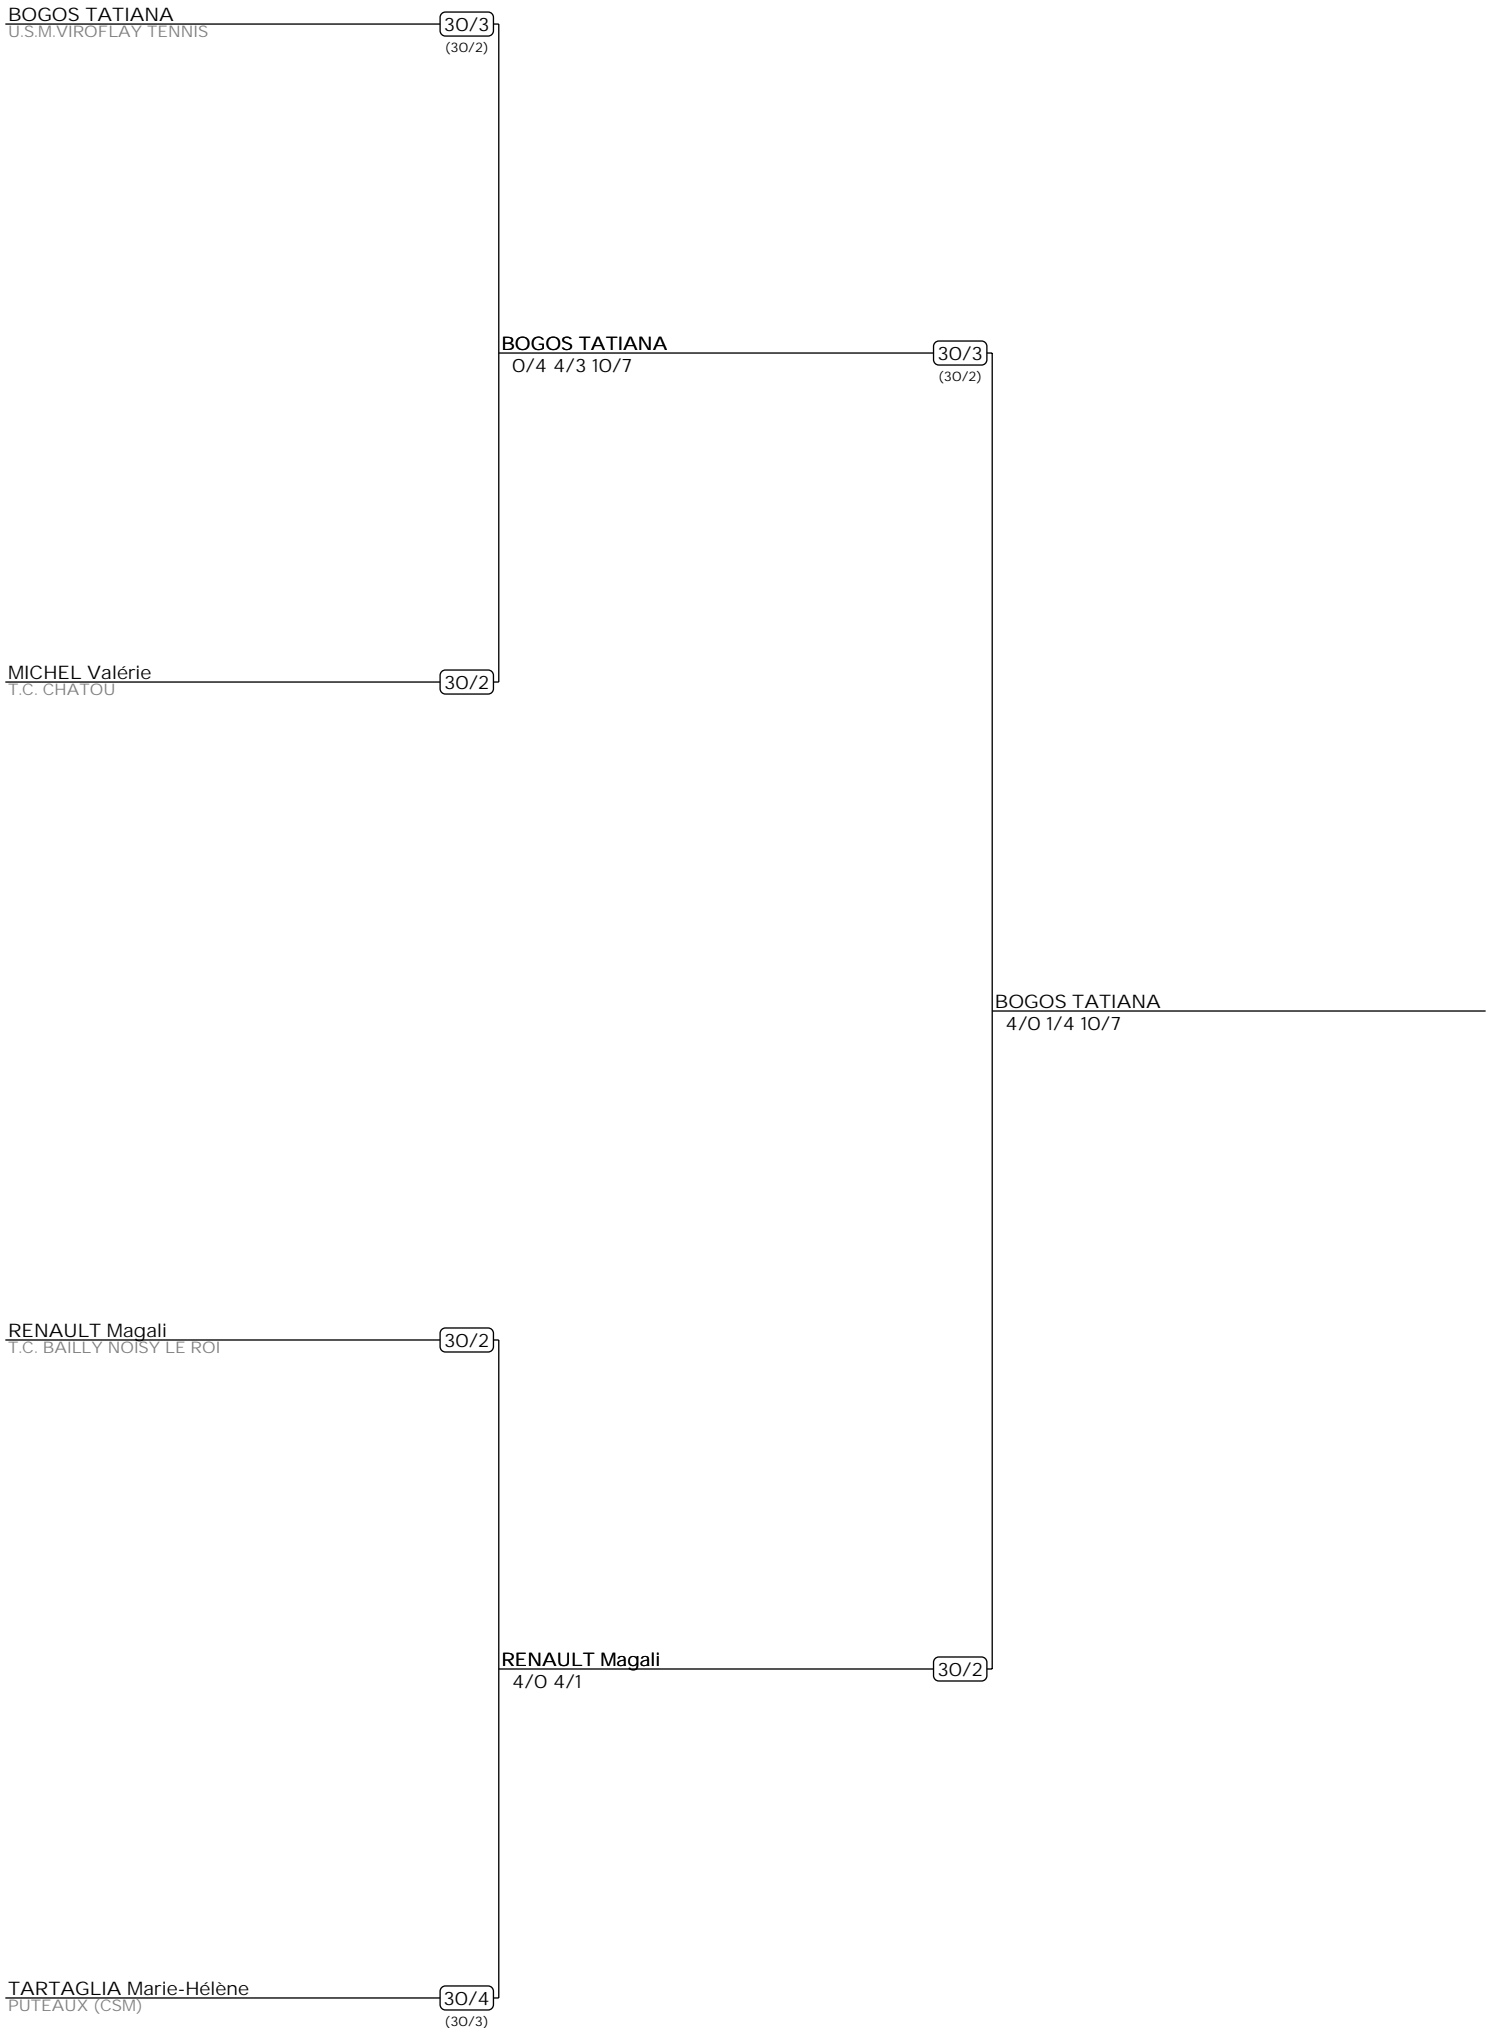 BOGOS TATIANA
U.S.M.VIROFLAY TENNIS
30/3
(30/2)
BOGOS TATIANA
0/4 4/3 10/7
30/3
(30/2)
MICHEL Valérie
T.C. CHATOU
30/2
BOGOS TATIANA
4/0 1/4 10/7
RENAULT Magali
T.C. BAILLY NOISY LE ROI
30/2
RENAULT Magali
4/0 4/1
30/2
TARTAGLIA Marie-Hélène
PUTEAUX (CSM)
30/4
(30/3)